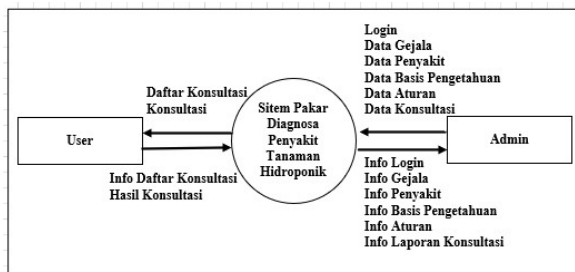 Login
Data Gejala
Data Penyakit
Data Basis Pengetahuan
Data Aturan
Data Konsultasi
Daftar Konsultasi
Konsultasi
User
Sitem Pakar
Diagnosa
Penyakit
Tanaman
Hidroponik
Admin
Info Daftar Konsultasi
Hasil Konsultasi
Info Login
Info Gejala
Info Penyakit
Info Basis Pengetahuan
Info Aturan
Info Laporan Konsultasi